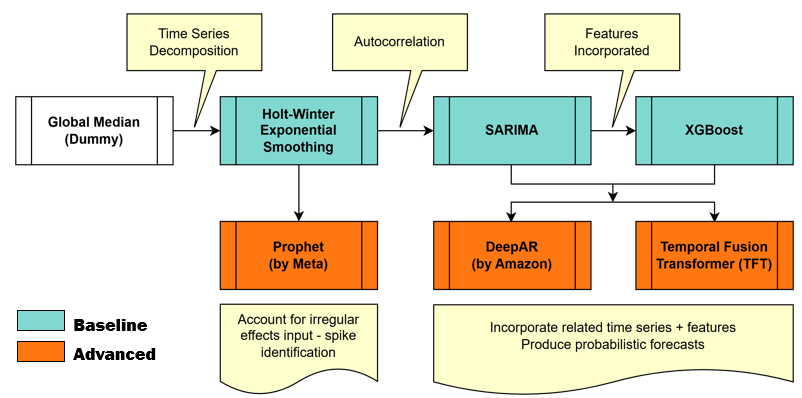 Time Series
Decomposition
Autocorrelation
Features
Incorporated
Global Median
(Dummy)
Holt-Winter
Exponential
Smoothing
SARIMA
XGBoost
Prophet
(by Meta)
DeepAR
(by Amazon)
Temporal Fusion
Transformer (TFT)
Baseline
Advanced
Account for irregular
effects input - spike
identification
Incorporate related time series + features
Produce probabilistic forecasts